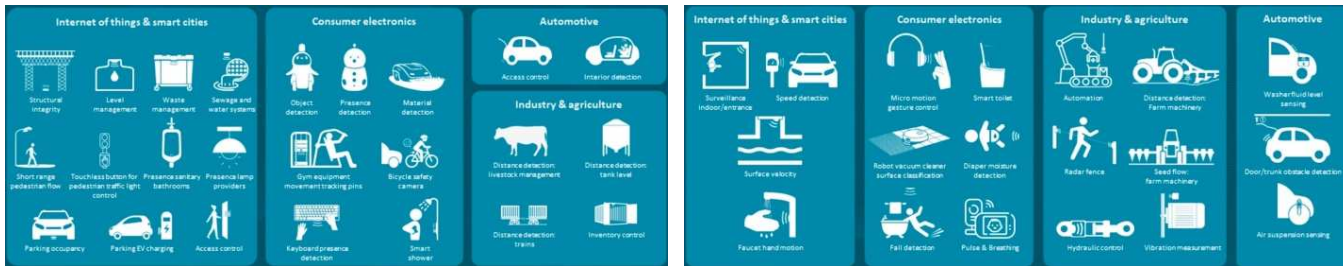 Internet of things & smart cities
Structural
integrity
Level
management
Waste
management
Sewage and
water systems
Short range
pedestrian flow
Touchless button for
pedestrian traffic light
control
Presence sanitary
bathrooms
Presence lamp
providers
Parking occupancy
Parking EV charging
Access control
Consumer electronics
Object
detection
Presence
detection
Material
detection
Gym equipment
movement tracking pins
Bicycle safety
camera
Keyboard presence
detection
Smart
shower
Automotive
Access control
Interior detection
Industry & agriculture
Distance detection:
livestock management
Distance detection:
tank level
Distance detection:
trains
Inventory control
Internet of things & smart cities
Surveillance
indoor/entrance
Speed detection
Surface velocity
Faucet hand motion
Consumer electronics
Micro motion
gesture control
Smart toilet
Robot vacuum cleaner
surface classification
Diaper moisture
detection
Fall detection
Pulse & Breathing
Industry & agriculture
Automation
Distance detection:
Farm machinery
Radar fence
Seed flow:
farm machinery
Hydraulic control
Vibration measurement
Automotive
Washer fluid level
sensing
Door/trunk obstacle detection
Air suspension sensing